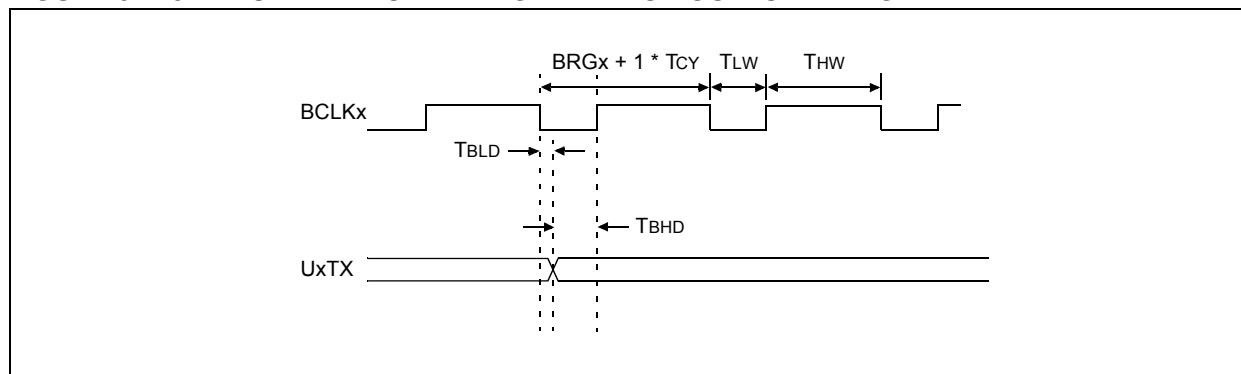 BRGx + 1 * TCY TLW THW
BCLKx
TBLD
TBHD
UxTX